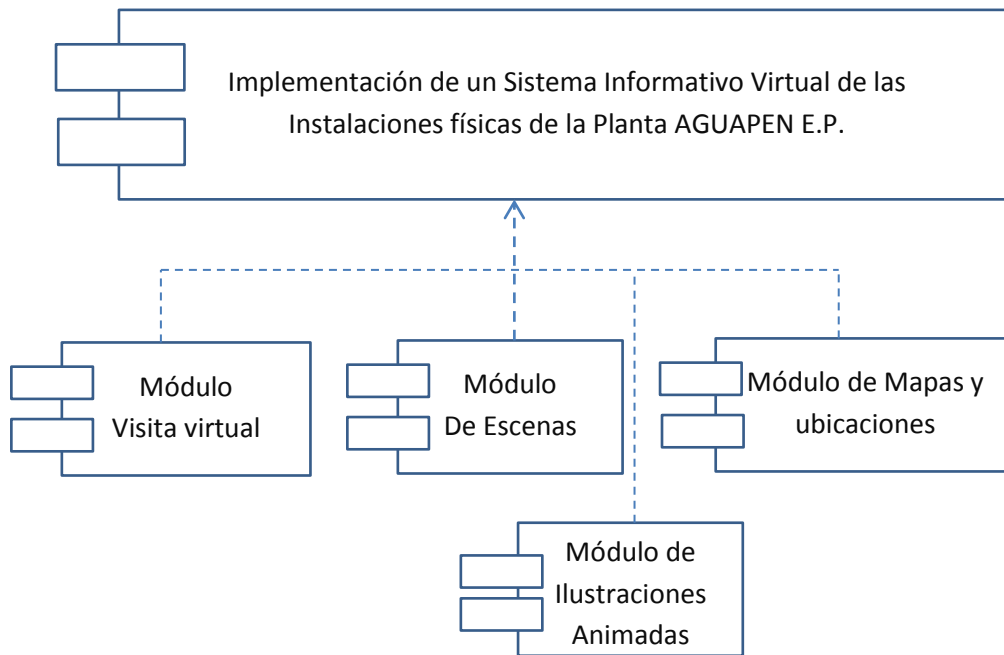 Implementación de un Sistema Informativo Virtual de las
Instalaciones físicas de la Planta AGUAPEN E.P.
Módulo
Visita virtual
Módulo
De Escenas
Módulo de Mapas y
ubicaciones
Módulo de
Ilustraciones
Animadas